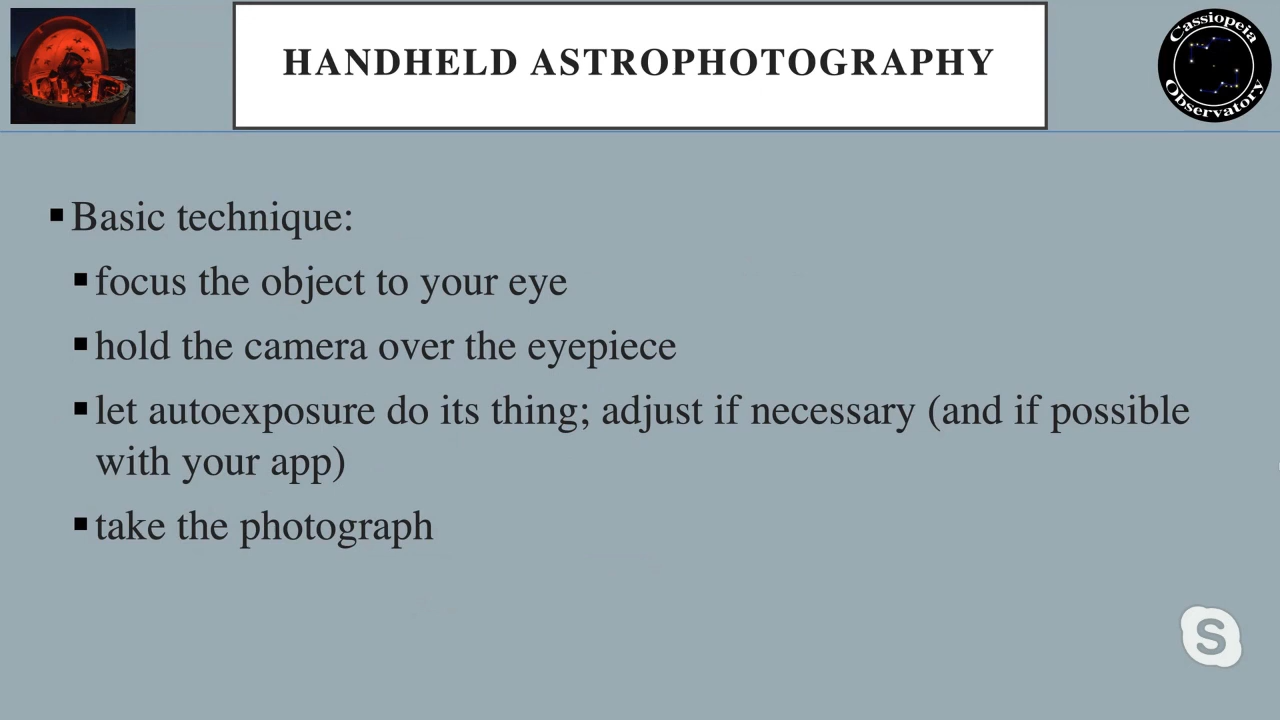 HANDHELD ASTROPHOTOGRAPHY
Cassiopeia
Observatory
▪ Basic technique:
▪ focus the object to your eye
▪ hold the camera over the eyepiece
▪ let autoexposure do its thing; adjust if necessary (and if possible
with your app)
▪ take the photograph
S